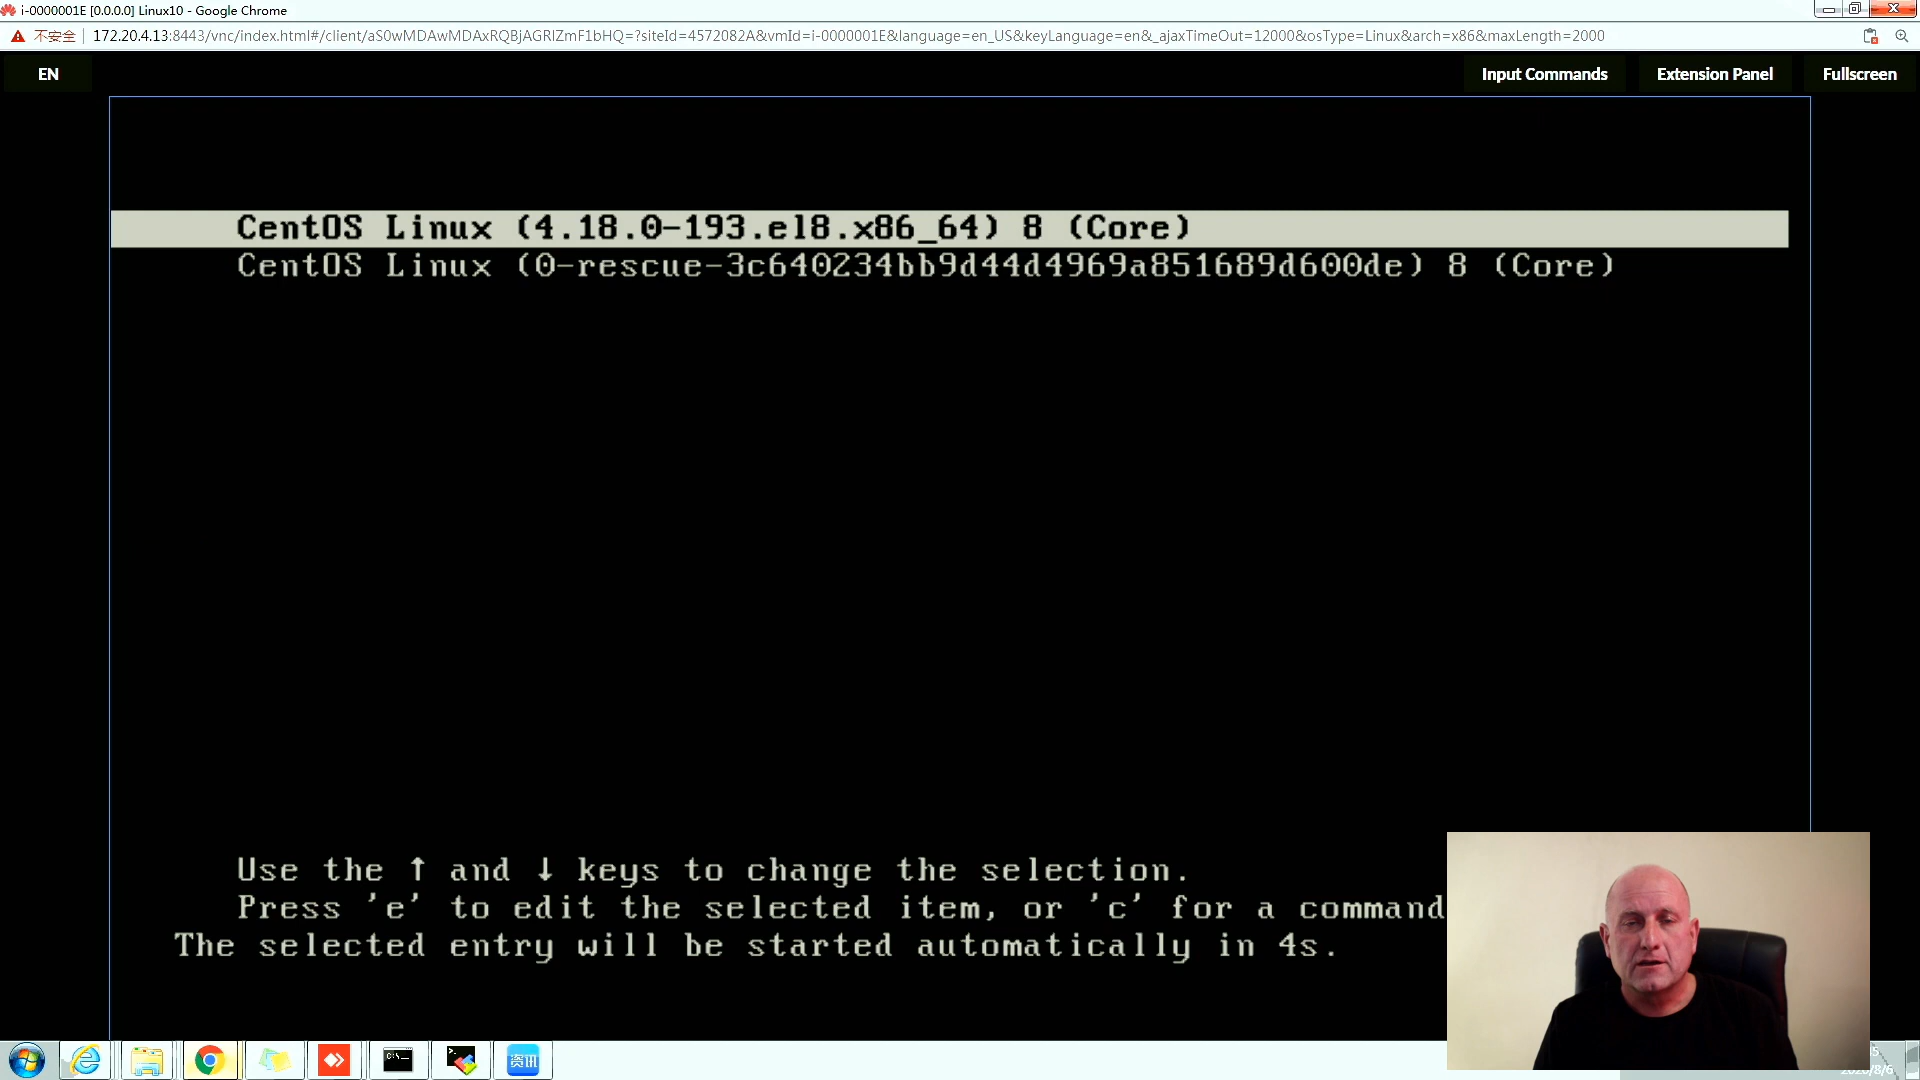 i-0000001E [0.0.0.0] Linux10 - Google Chrome
不安全 172.20.4.13:8443/vnc/index.html#/client/aS0wMDAwMDAxRQBjAGRlZmF1bHQ=?siteId=4572082A&vmId=i-0000001E&language=en_US&keyLanguage=en&_ajaxTimeOut=12000&osType=Linux&arch=x86&maxLength=2000
EN Input Commands Extension Panel Fullscreen
CentOS Linux (4.18.0-193.el8.x86_64) 8 (Core)
CentOS Linux (0-rescue-3c640234bb9d44d4969a851689d600de) 8 (Core)
Use the ↑ and ↓ keys to change the selection.
Press 'e' to edit the selected item, or 'c' for a command
The selected entry will be started automatically in 4s.
资讯